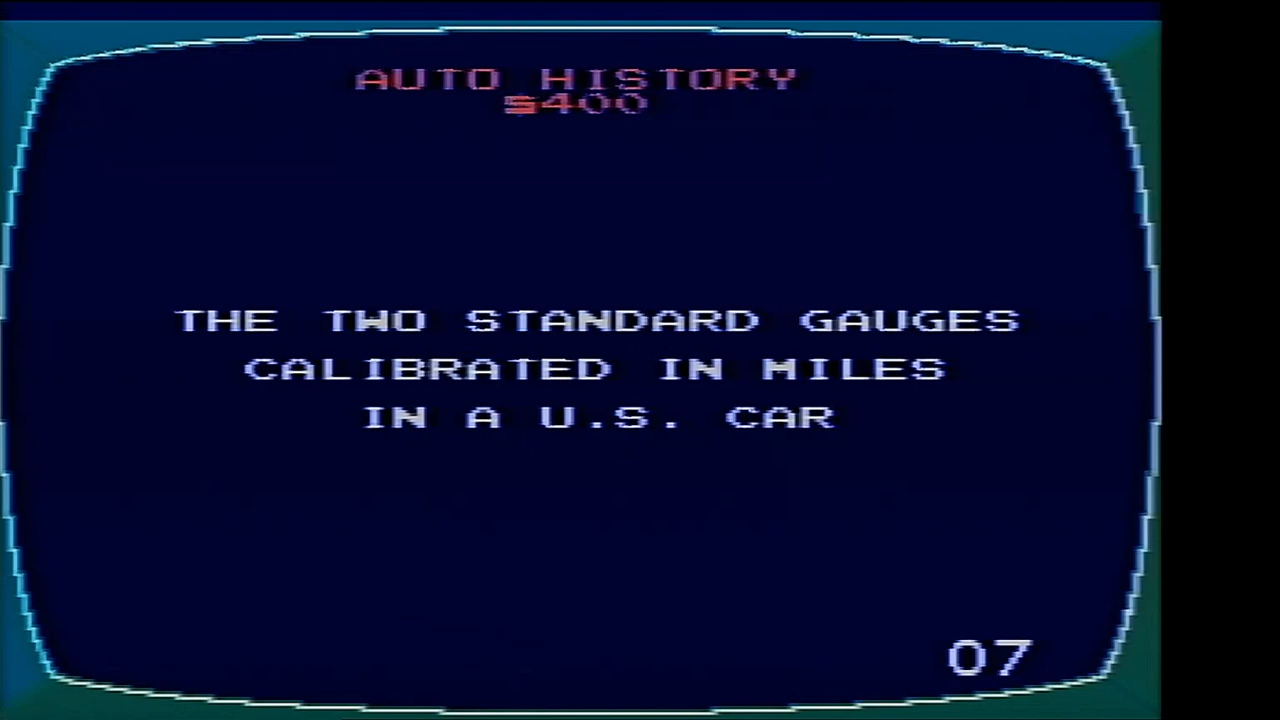 AUTO HISTORY
$400
THE TWO STANDARD GAUGES
CALIBRATED IN MILES
IN A U.S. CAR
07